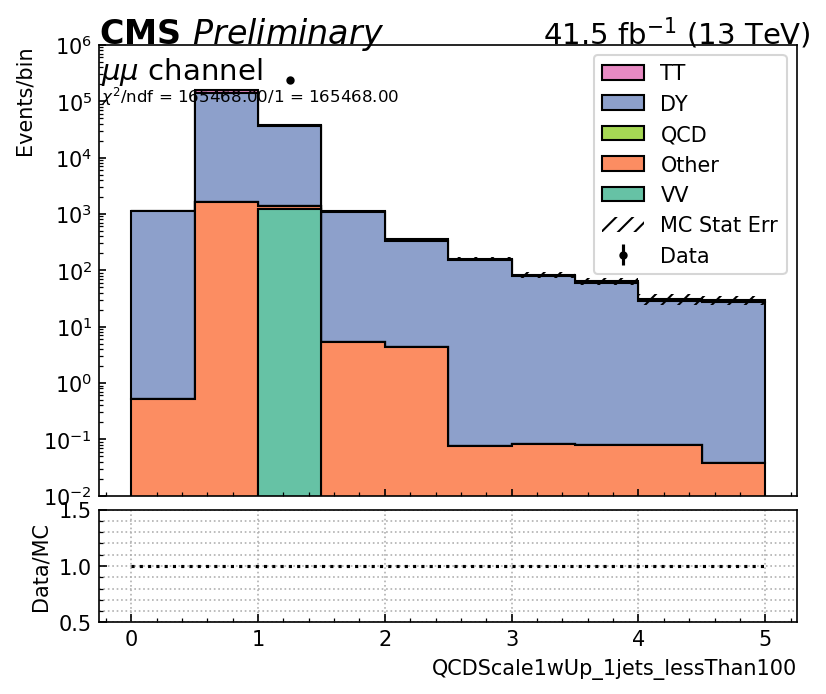 CMS Preliminary 41.5 fb⁻¹ (13 TeV)
μμ channel
χ²/ndf = 165468.00/1 = 165468.00
Events/bin
10⁶
10⁵
10⁴
10³
10²
10¹
10⁰
10⁻¹
10⁻²
TT
DY
QCD
Other
VV
MC Stat Err
Data
Data/MC
1.5
1.0
0.5
0 1 2 3 4 5
QCDScale1wUp_1jets_lessThan100